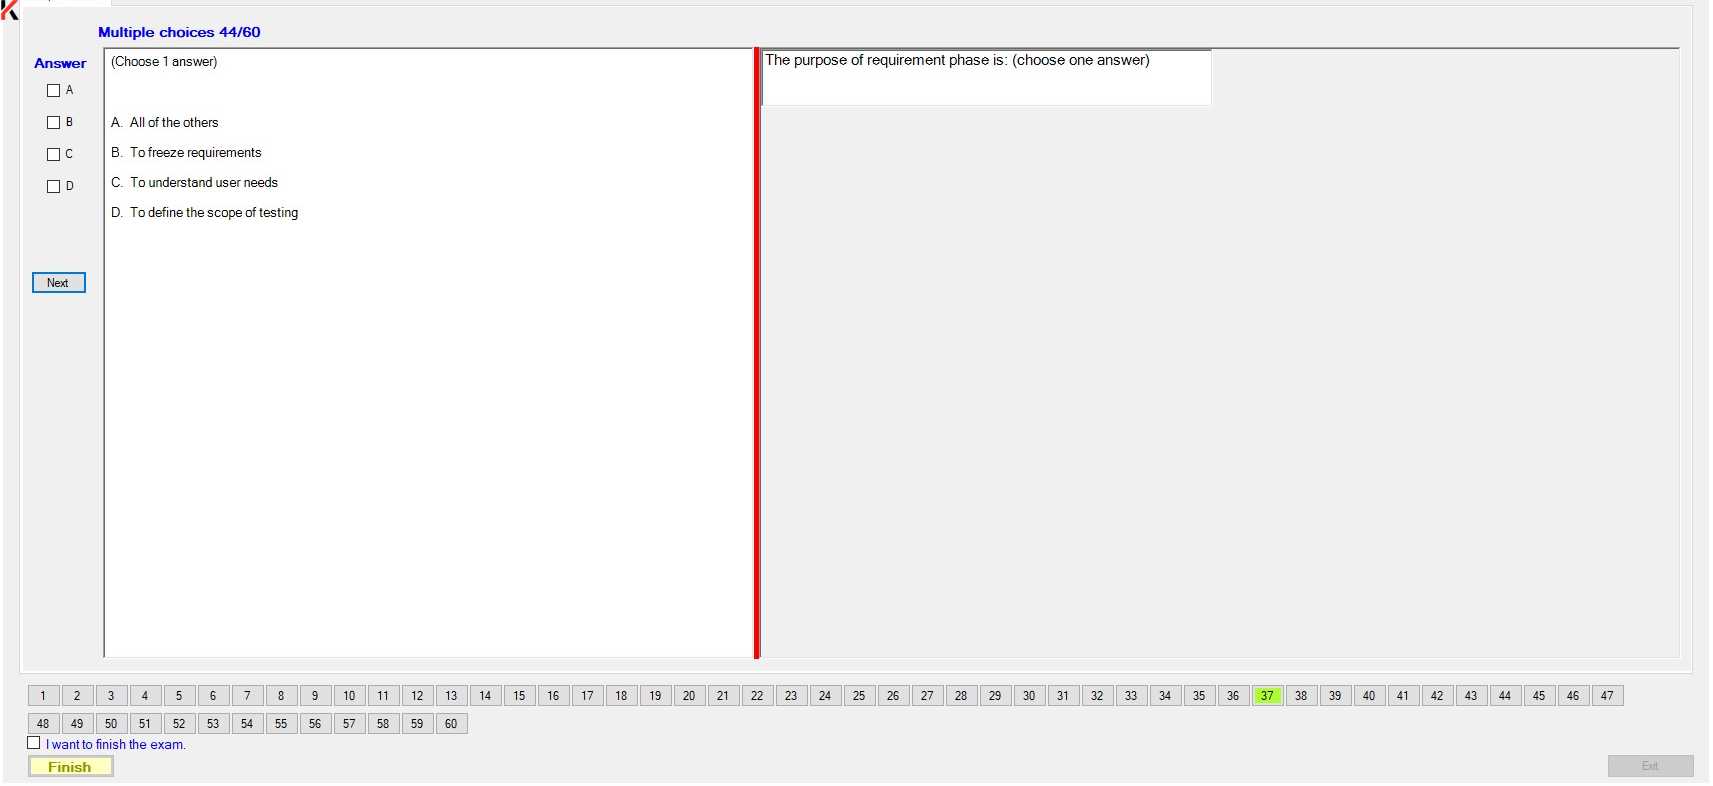 Multiple choices 44/60
Answer
A
B
C
D
Next
(Choose 1 answer)
A. All of the others
B. To freeze requirements
C. To understand user needs
D. To define the scope of testing
The purpose of requirement phase is: (choose one answer)
1 2 3 4 5 6 7 8 9 10 11 12 13 14 15 16 17 18 19 20 21 22 23 24 25 26 27 28 29 30 31 32 33 34 35 36 37 38 39 40 41 42 43 44 45 46 47
48 49 50 51 52 53 54 55 56 57 58 59 60
I want to finish the exam.
Finish
Exit